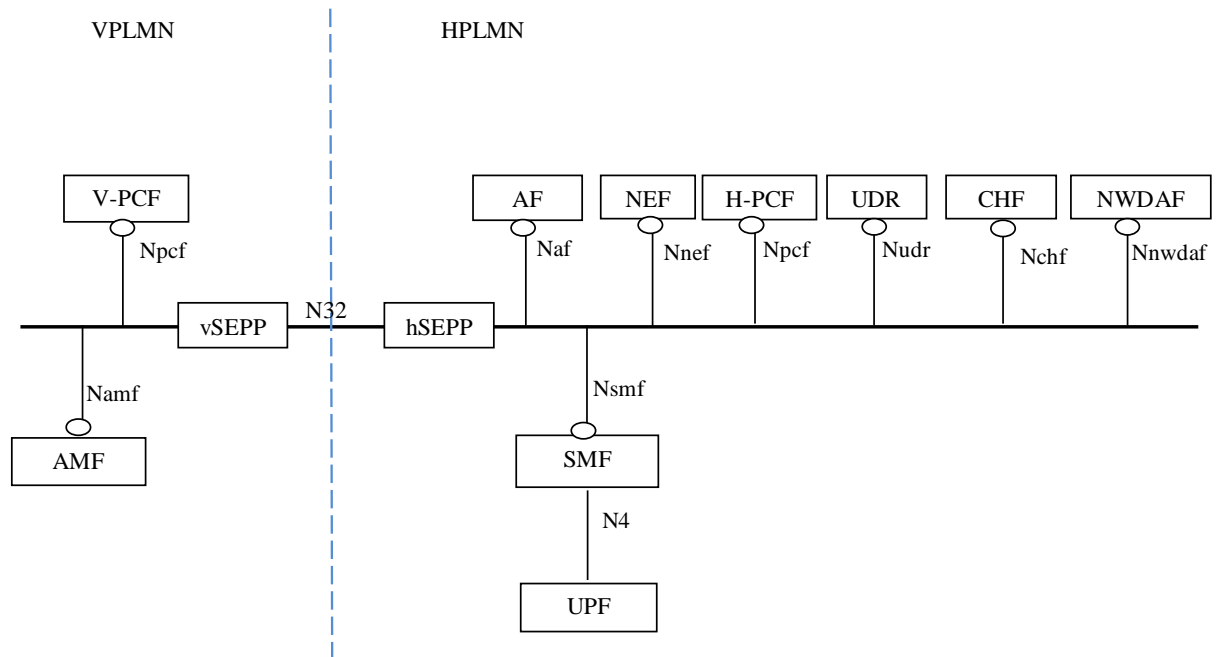 VPLMN
HPLMN
V-PCF
AF
NEF
H-PCF
UDR
CHF
NWDAF
Npcf
Naf
Nnef
Npcf
Nudr
Nchf
Nnwdaf
N32
vSEPP
hSEPP
Namf
Nsmf
AMF
SMF
N4
UPF